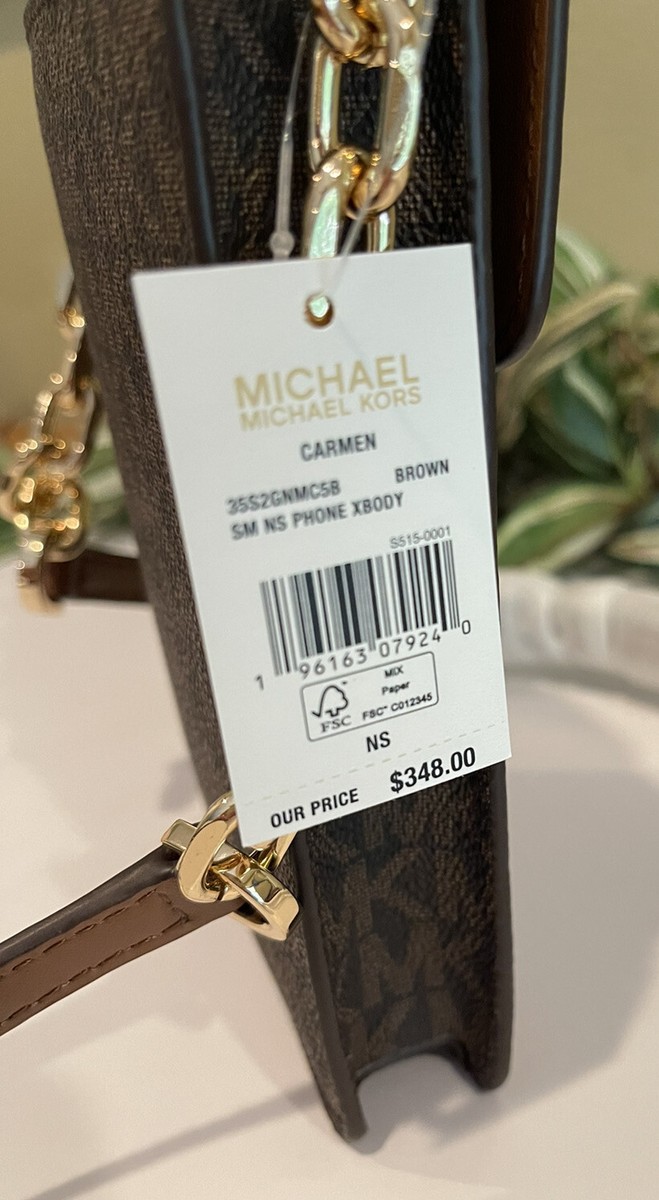 MICHAEL
MICHAEL KORS
CARMEN
35S2GNMC5B BROWN
SM NS PHONE XBODY
S515-0001
1 96163 07924 0
MIX
Paper
FSC™ C012345
FSC
NS
OUR PRICE $348.00